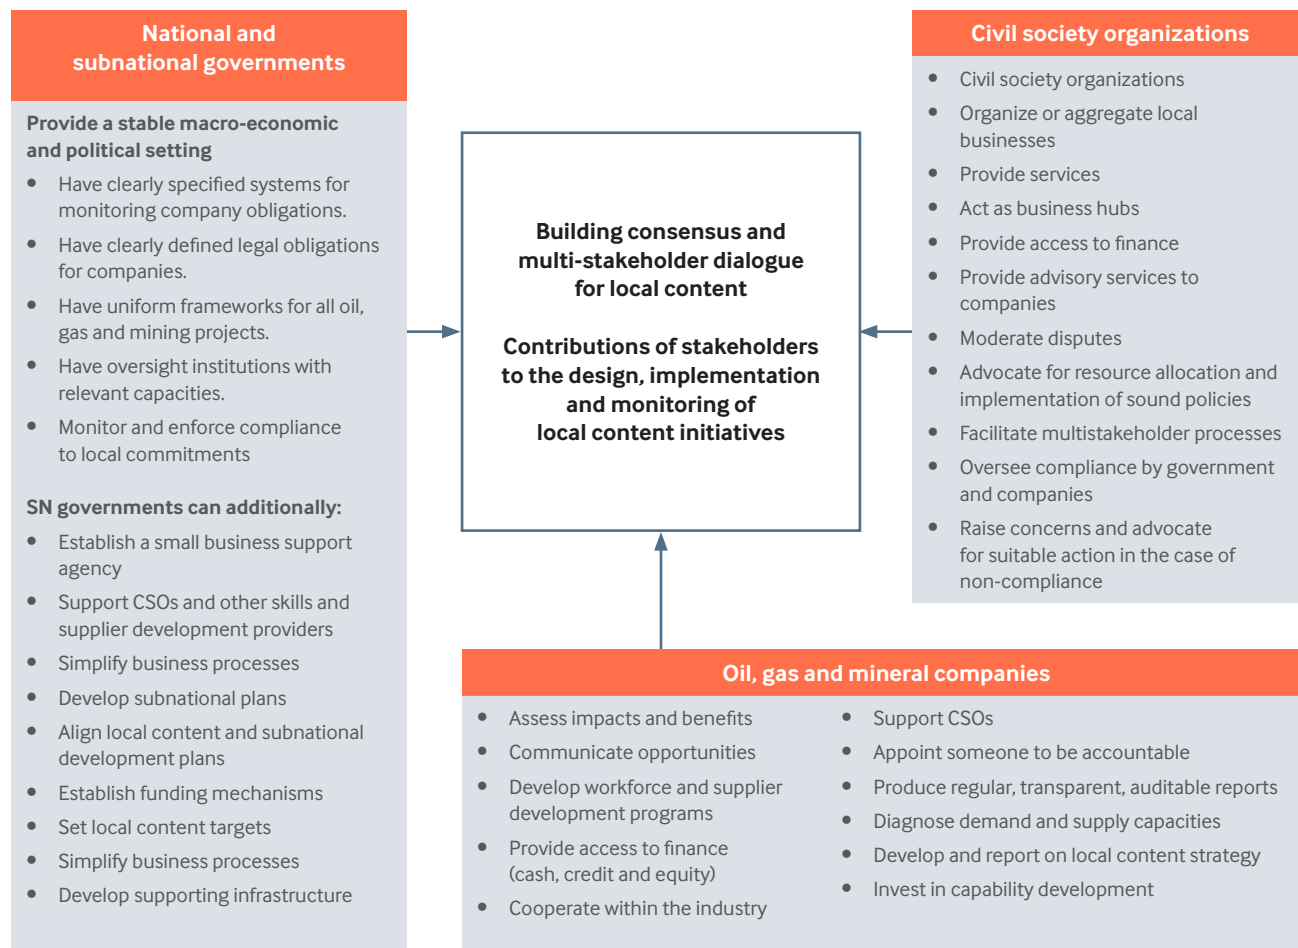 National and
subnational governments
Provide a stable macro-economic
and political setting
• Have clearly specified systems for
monitoring company obligations.
• Have clearly defined legal obligations
for companies.
• Have uniform frameworks for all oil,
gas and mining projects.
• Have oversight institutions with
relevant capacities.
• Monitor and enforce compliance
to local commitments
SN governments can additionally:
• Establish a small business support
agency
• Support CSOs and other skills and
supplier development providers
• Simplify business processes
• Develop subnational plans
• Align local content and subnational
development plans
• Establish funding mechanisms
• Set local content targets
• Simplify business processes
• Develop supporting infrastructure
Building consensus and
multi-stakeholder dialogue
for local content
Contributions of stakeholders
to the design, implementation
and monitoring of
local content initiatives
Civil society organizations
• Civil society organizations
• Organize or aggregate local
businesses
• Provide services
• Act as business hubs
• Provide access to finance
• Provide advisory services to
companies
• Moderate disputes
• Advocate for resource allocation and
implementation of sound policies
• Facilitate multistakeholder processes
• Oversee compliance by government
and companies
• Raise concerns and advocate
for suitable action in the case of
non-compliance
Oil, gas and mineral companies
• Assess impacts and benefits
• Communicate opportunities
• Develop workforce and supplier
development programs
• Provide access to finance
(cash, credit and equity)
• Cooperate within the industry
• Support CSOs
• Appoint someone to be accountable
• Produce regular, transparent, auditable reports
• Diagnose demand and supply capacities
• Develop and report on local content strategy
• Invest in capability development